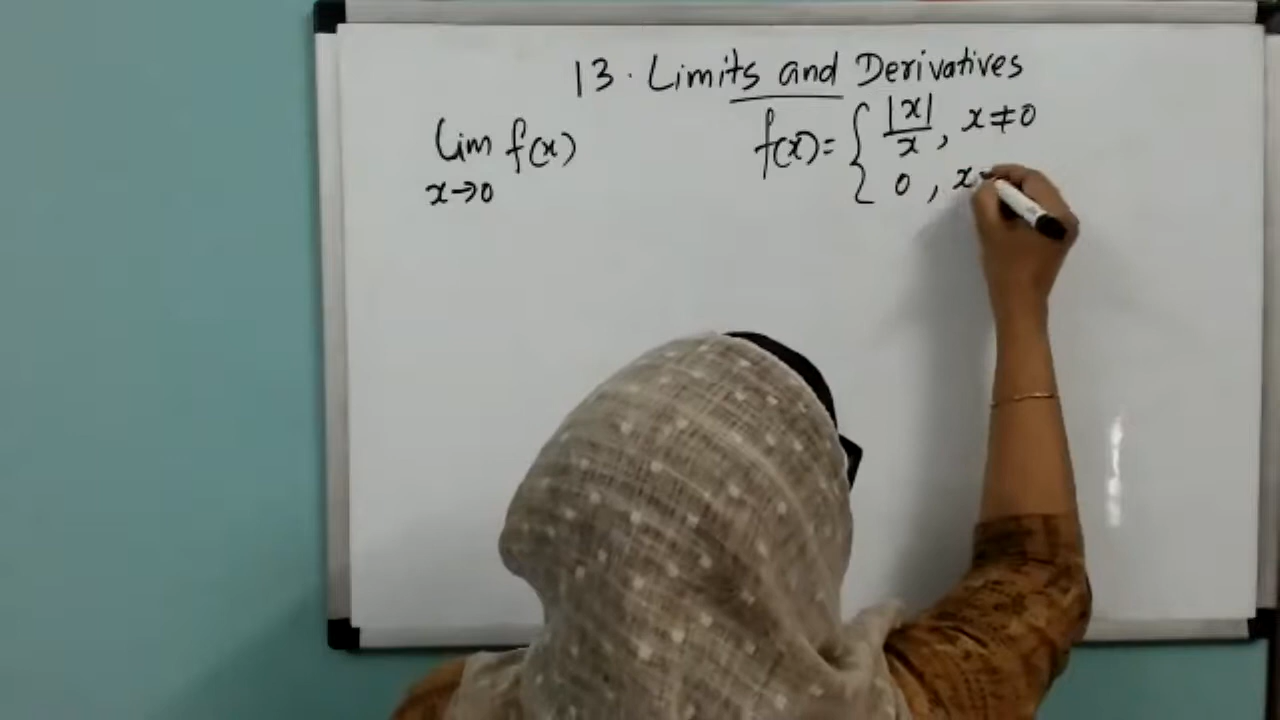 13. Limits and Derivatives
lim f(x)
x→0
f(x) = { |x|/x, x≠0
0, x